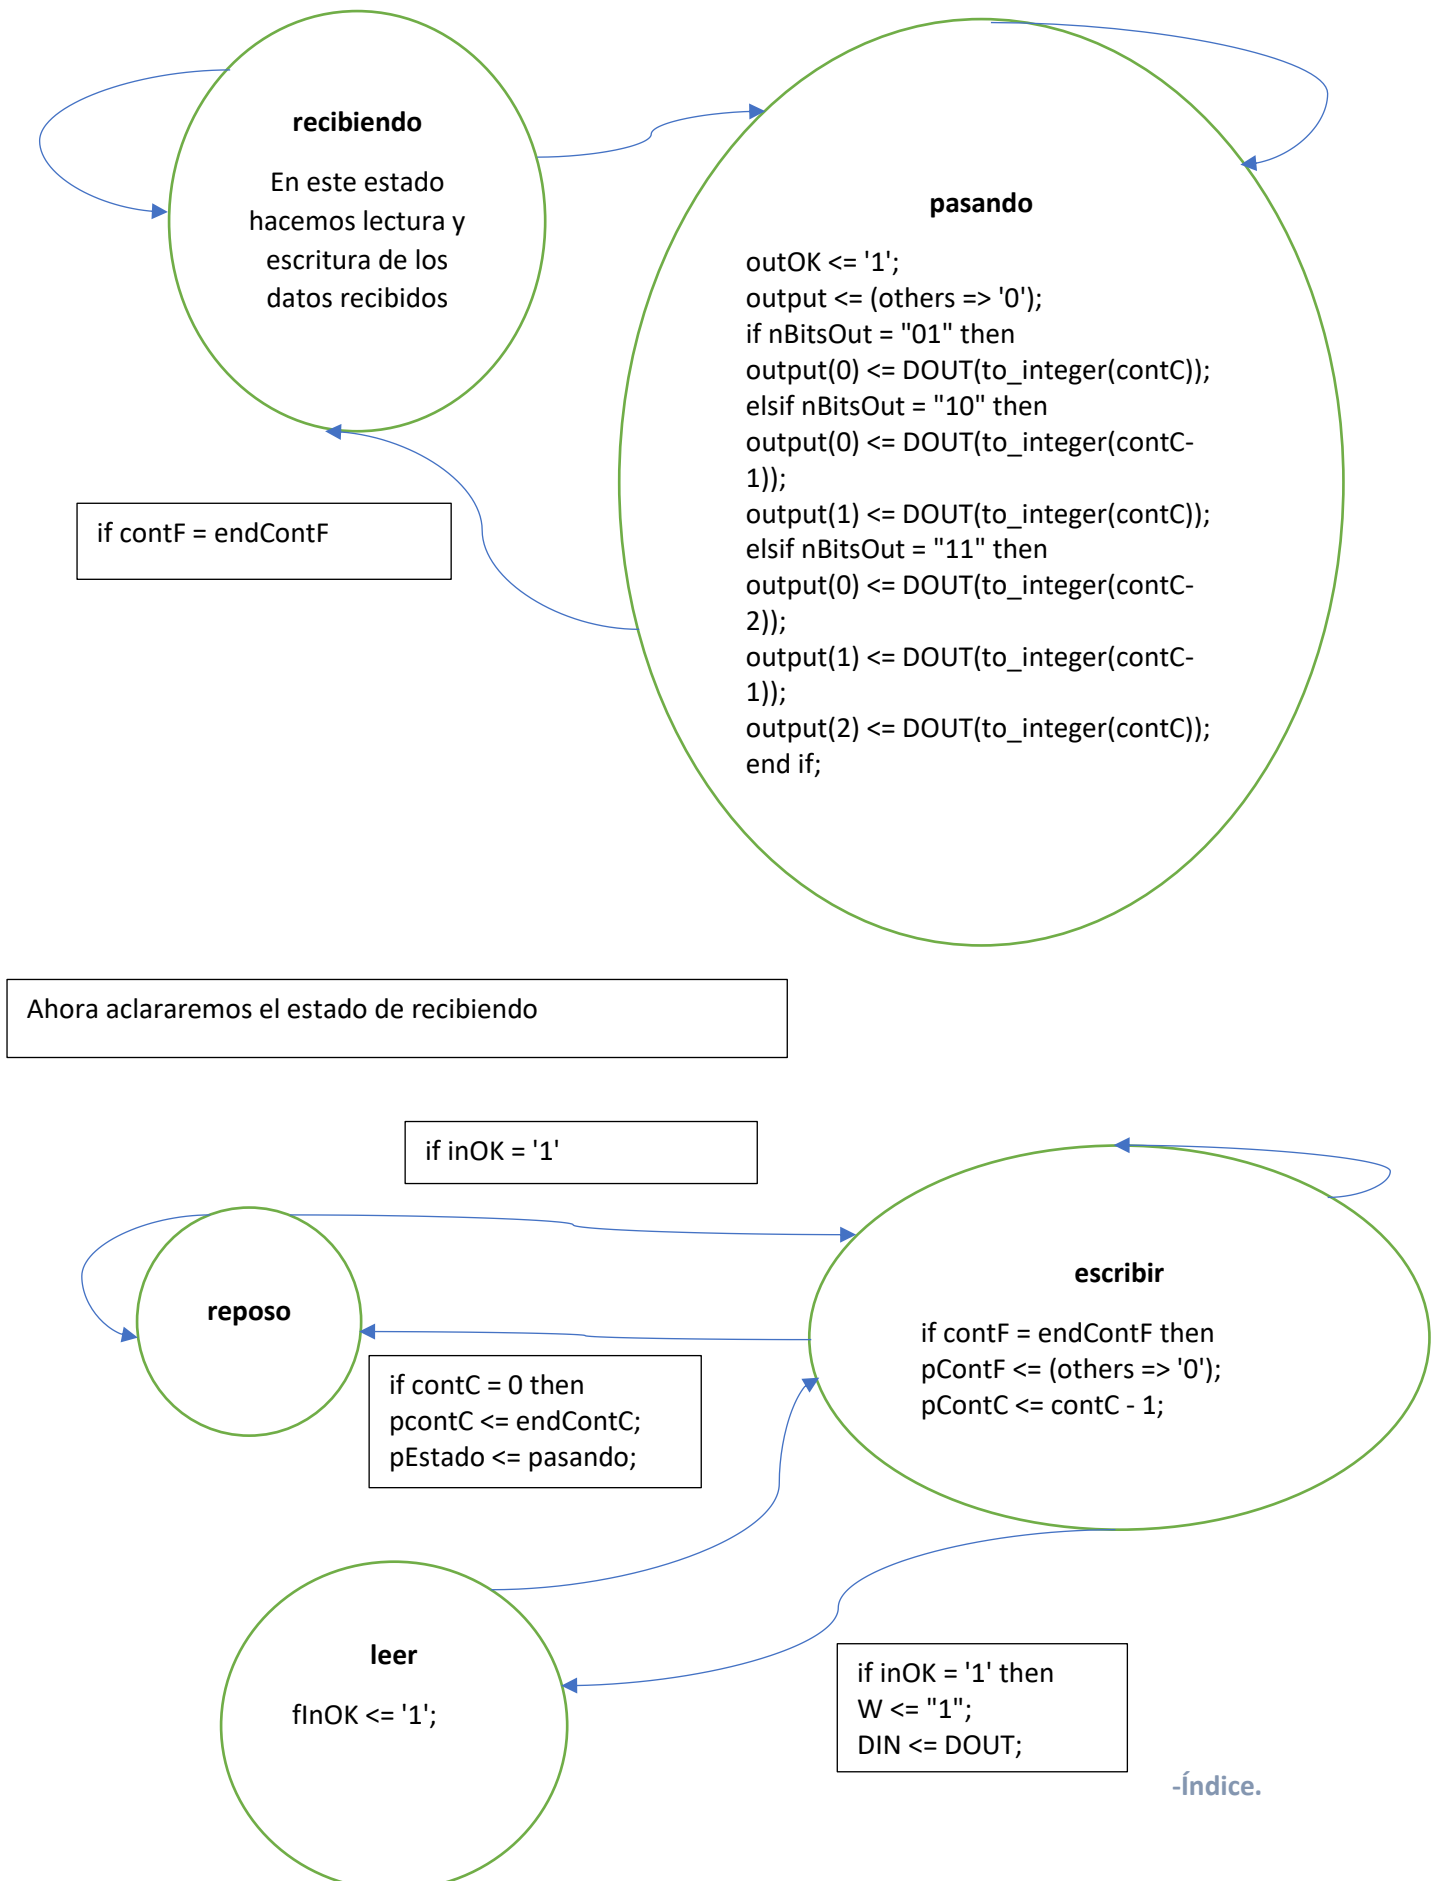 recibiendo
En este estado
hacemos lectura y
escritura de los
datos recibidos
pasando
outOK <= '1';
output <= (others => '0');
if nBitsOut = "01" then
output(0) <= DOUT(to_integer(contC));
elsif nBitsOut = "10" then
output(0) <= DOUT(to_integer(contC-
1));
output(1) <= DOUT(to_integer(contC));
elsif nBitsOut = "11" then
output(0) <= DOUT(to_integer(contC-
2));
output(1) <= DOUT(to_integer(contC-
1));
output(2) <= DOUT(to_integer(contC));
end if;
if contF = endContF
Ahora aclararemos el estado de recibiendo
if inOK = '1'
reposo
escribir
if contF = endContF then
pContF <= (others => '0');
pContC <= contC - 1;
if contC = 0 then
pcontC <= endContC;
pEstado <= pasando;
leer
fInOK <= '1';
if inOK = '1' then
W <= "1";
DIN <= DOUT;
-Índice.